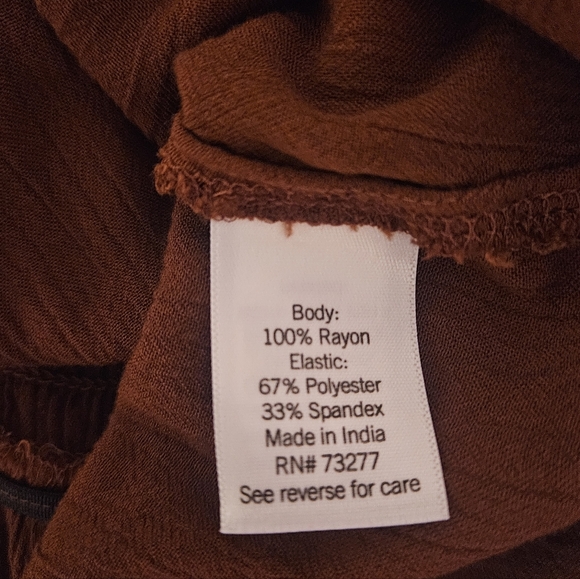 Body:
100% Rayon
Elastic:
67% Polyester
33% Spandex
Made in India
RN# 73277
See reverse for care